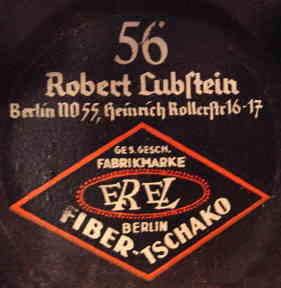 56
Robert Lubstein
Berlin NO 55, Heinrich Rollerstr 16-17
GES. GESCH.
FABRIKMARKE
EREL
BERLIN
FIBER-TSCHAKO